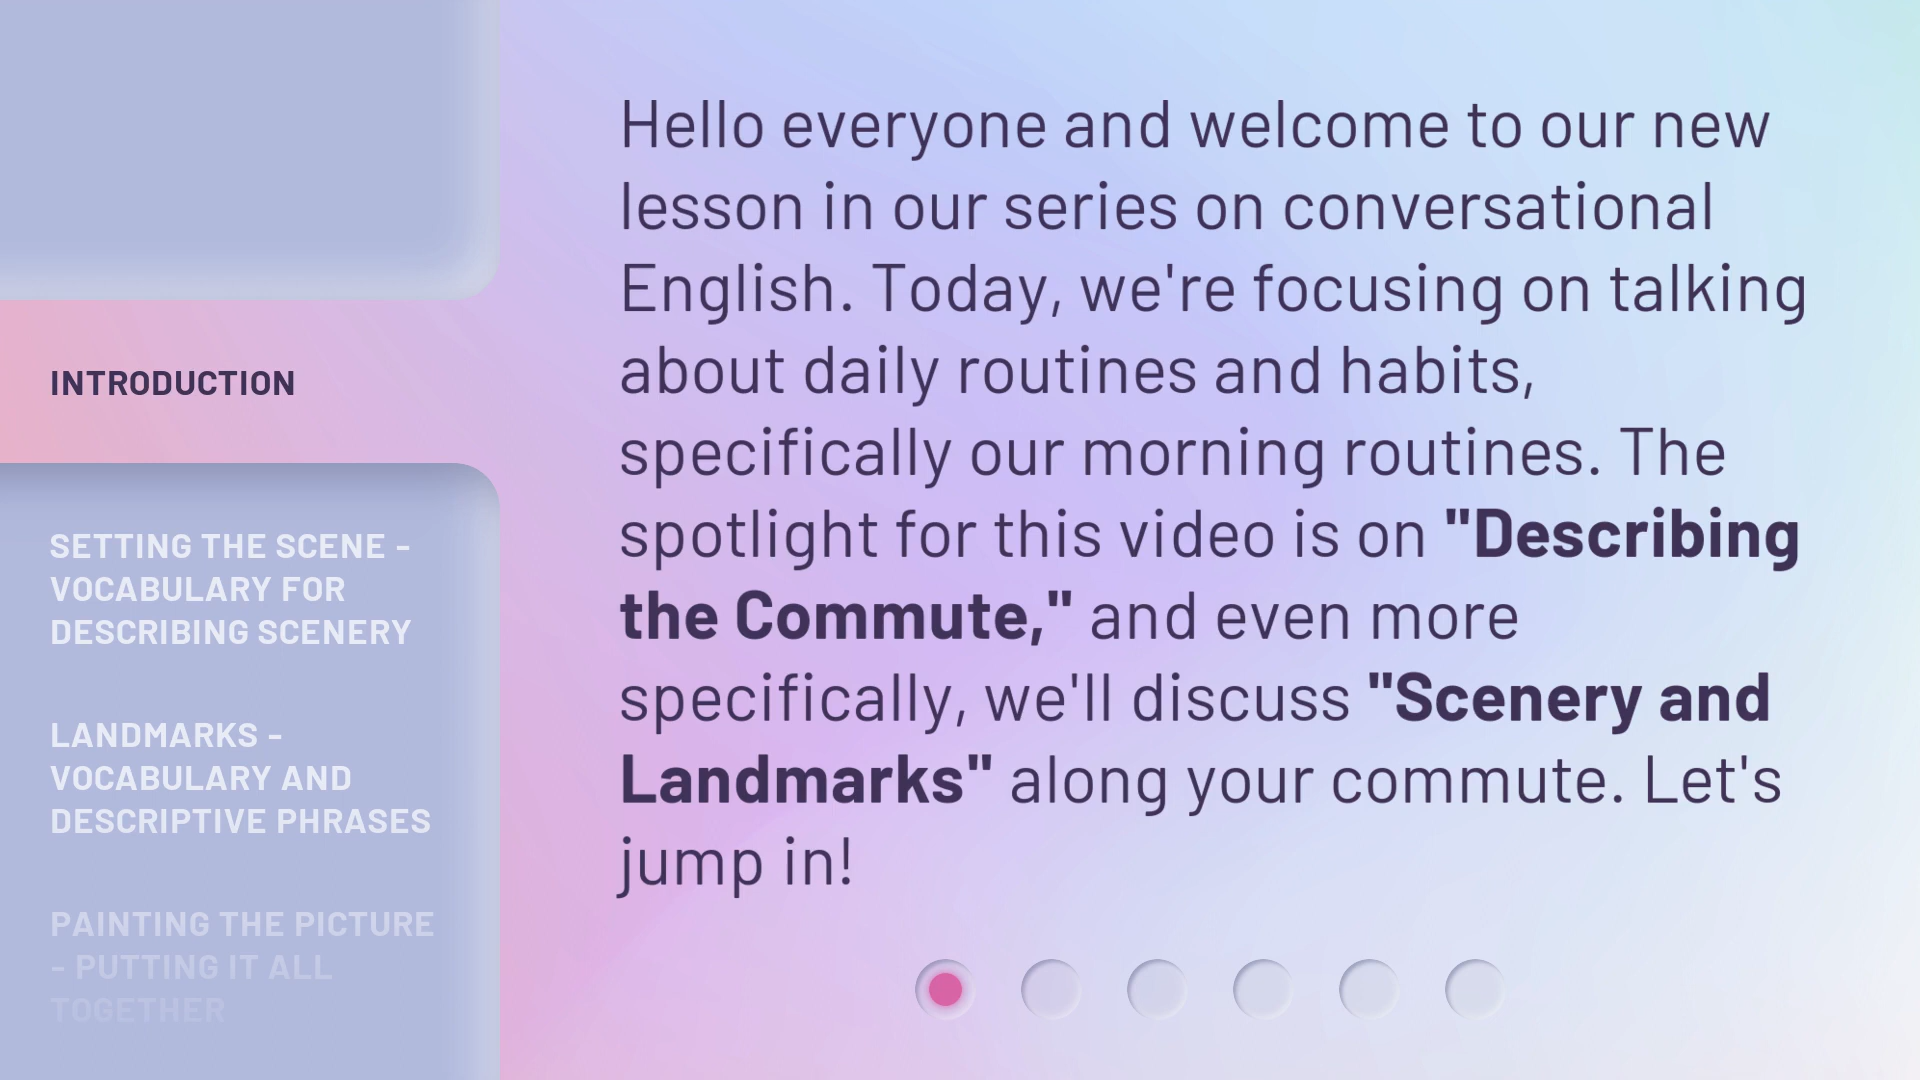 INTRODUCTION
SETTING THE SCENE -
VOCABULARY FOR
DESCRIBING SCENERY
LANDMARKS -
VOCABULARY AND
DESCRIPTIVE PHRASES
PAINTING THE PICTURE
- PUTTING IT ALL
TOGETHER
Hello everyone and welcome to our new
lesson in our series on conversational
English. Today, we're focusing on talking
about daily routines and habits,
specifically our morning routines. The
spotlight for this video is on "Describing
the Commute," and even more
specifically, we'll discuss "Scenery and
Landmarks" along your commute. Let's
jump in!